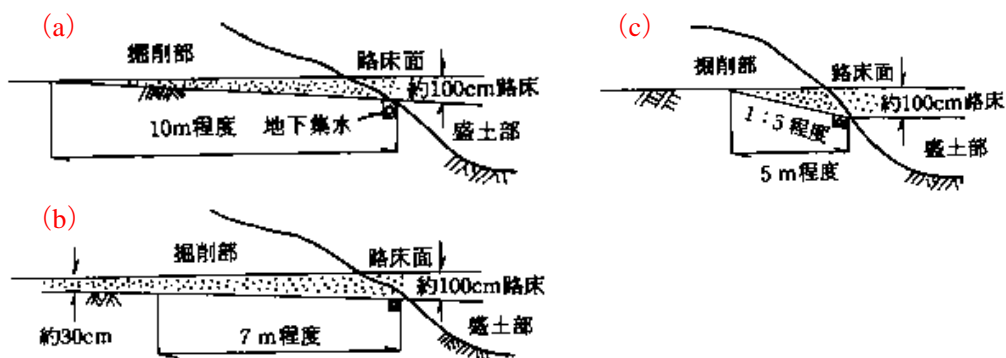 (a)
掘削部
路床面
約100cm路床
10m程度
地下集水
盛土部
(b)
掘削部
路床面
約100cm路床
約30cm
7m程度
盛土部
(c)
掘削部
路床面
約100cm路床
1:5程度
盛土部
5m程度